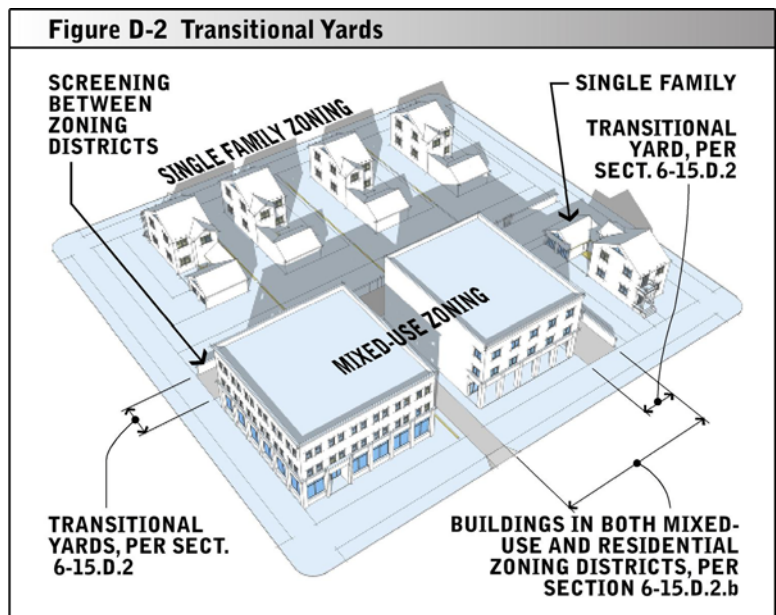 Figure D-2 Transitional Yards
SCREENING
BETWEEN
ZONING
DISTRICTS
SINGLE FAMILY ZONING
SINGLE FAMILY
TRANSITIONAL
YARD, PER
SECT. 6-15.D.2
MIXED-USE ZONING
TRANSITIONAL
YARDS, PER SECT.
6-15.D.2
BUILDINGS IN BOTH MIXED-
USE AND RESIDENTIAL
ZONING DISTRICTS, PER
SECTION 6-15.D.2.b